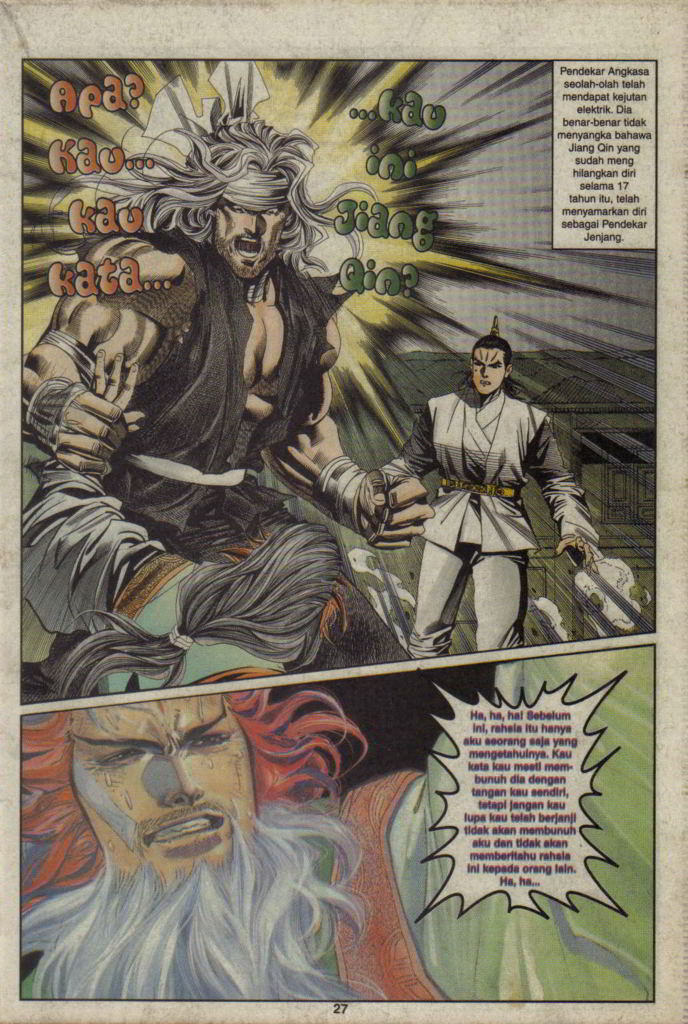 Apa?
Kau...
kau
kata...
...kau
ini
Jiang
Qin?
Pendekar Angkasa
seolah-olah telah
mendapat kejutan
elektrik. Dia
benar-benar tidak
menyangka bahawa
Jiang Qin yang
sudah meng
hilangkan diri
selama 17
tahun itu, telah
menyamarkan diri
sebagai Pendekar
Jenjang.
Ha, ha, ha! Sebelum
ini, rahsia itu hanya
aku seorang saja yang
mengetahuinya. Kau
kata kau mesti mem-
bunuh dia dengan
tangan kau sendiri,
tetapi jangan kau
lupa kau telah berjanji
tidak akan membunuh
aku dan tidak akan
memberitahu rahsia
ini kepada orang lain.
Ha, ha...
27